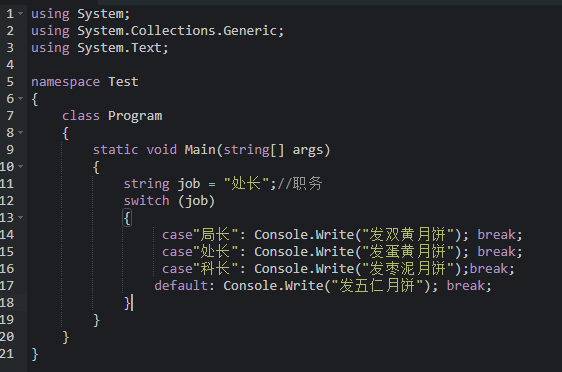 1 using System;
2 using System.Collections.Generic;
3 using System.Text;
4
5 namespace Test
6 {
7     class Program
8     {
9         static void Main(string[] args)
10         {
11             string job = "处长";//职务
12             switch (job)
13             {
14                  case"局长": Console.Write("发双黄月饼"); break;
15                  case"处长": Console.Write("发蛋黄月饼"); break;
16                  case"科长": Console.Write("发枣泥月饼");break;
17                 default: Console.Write("发五仁月饼"); break;
18             }
19         }
20     }
21 }